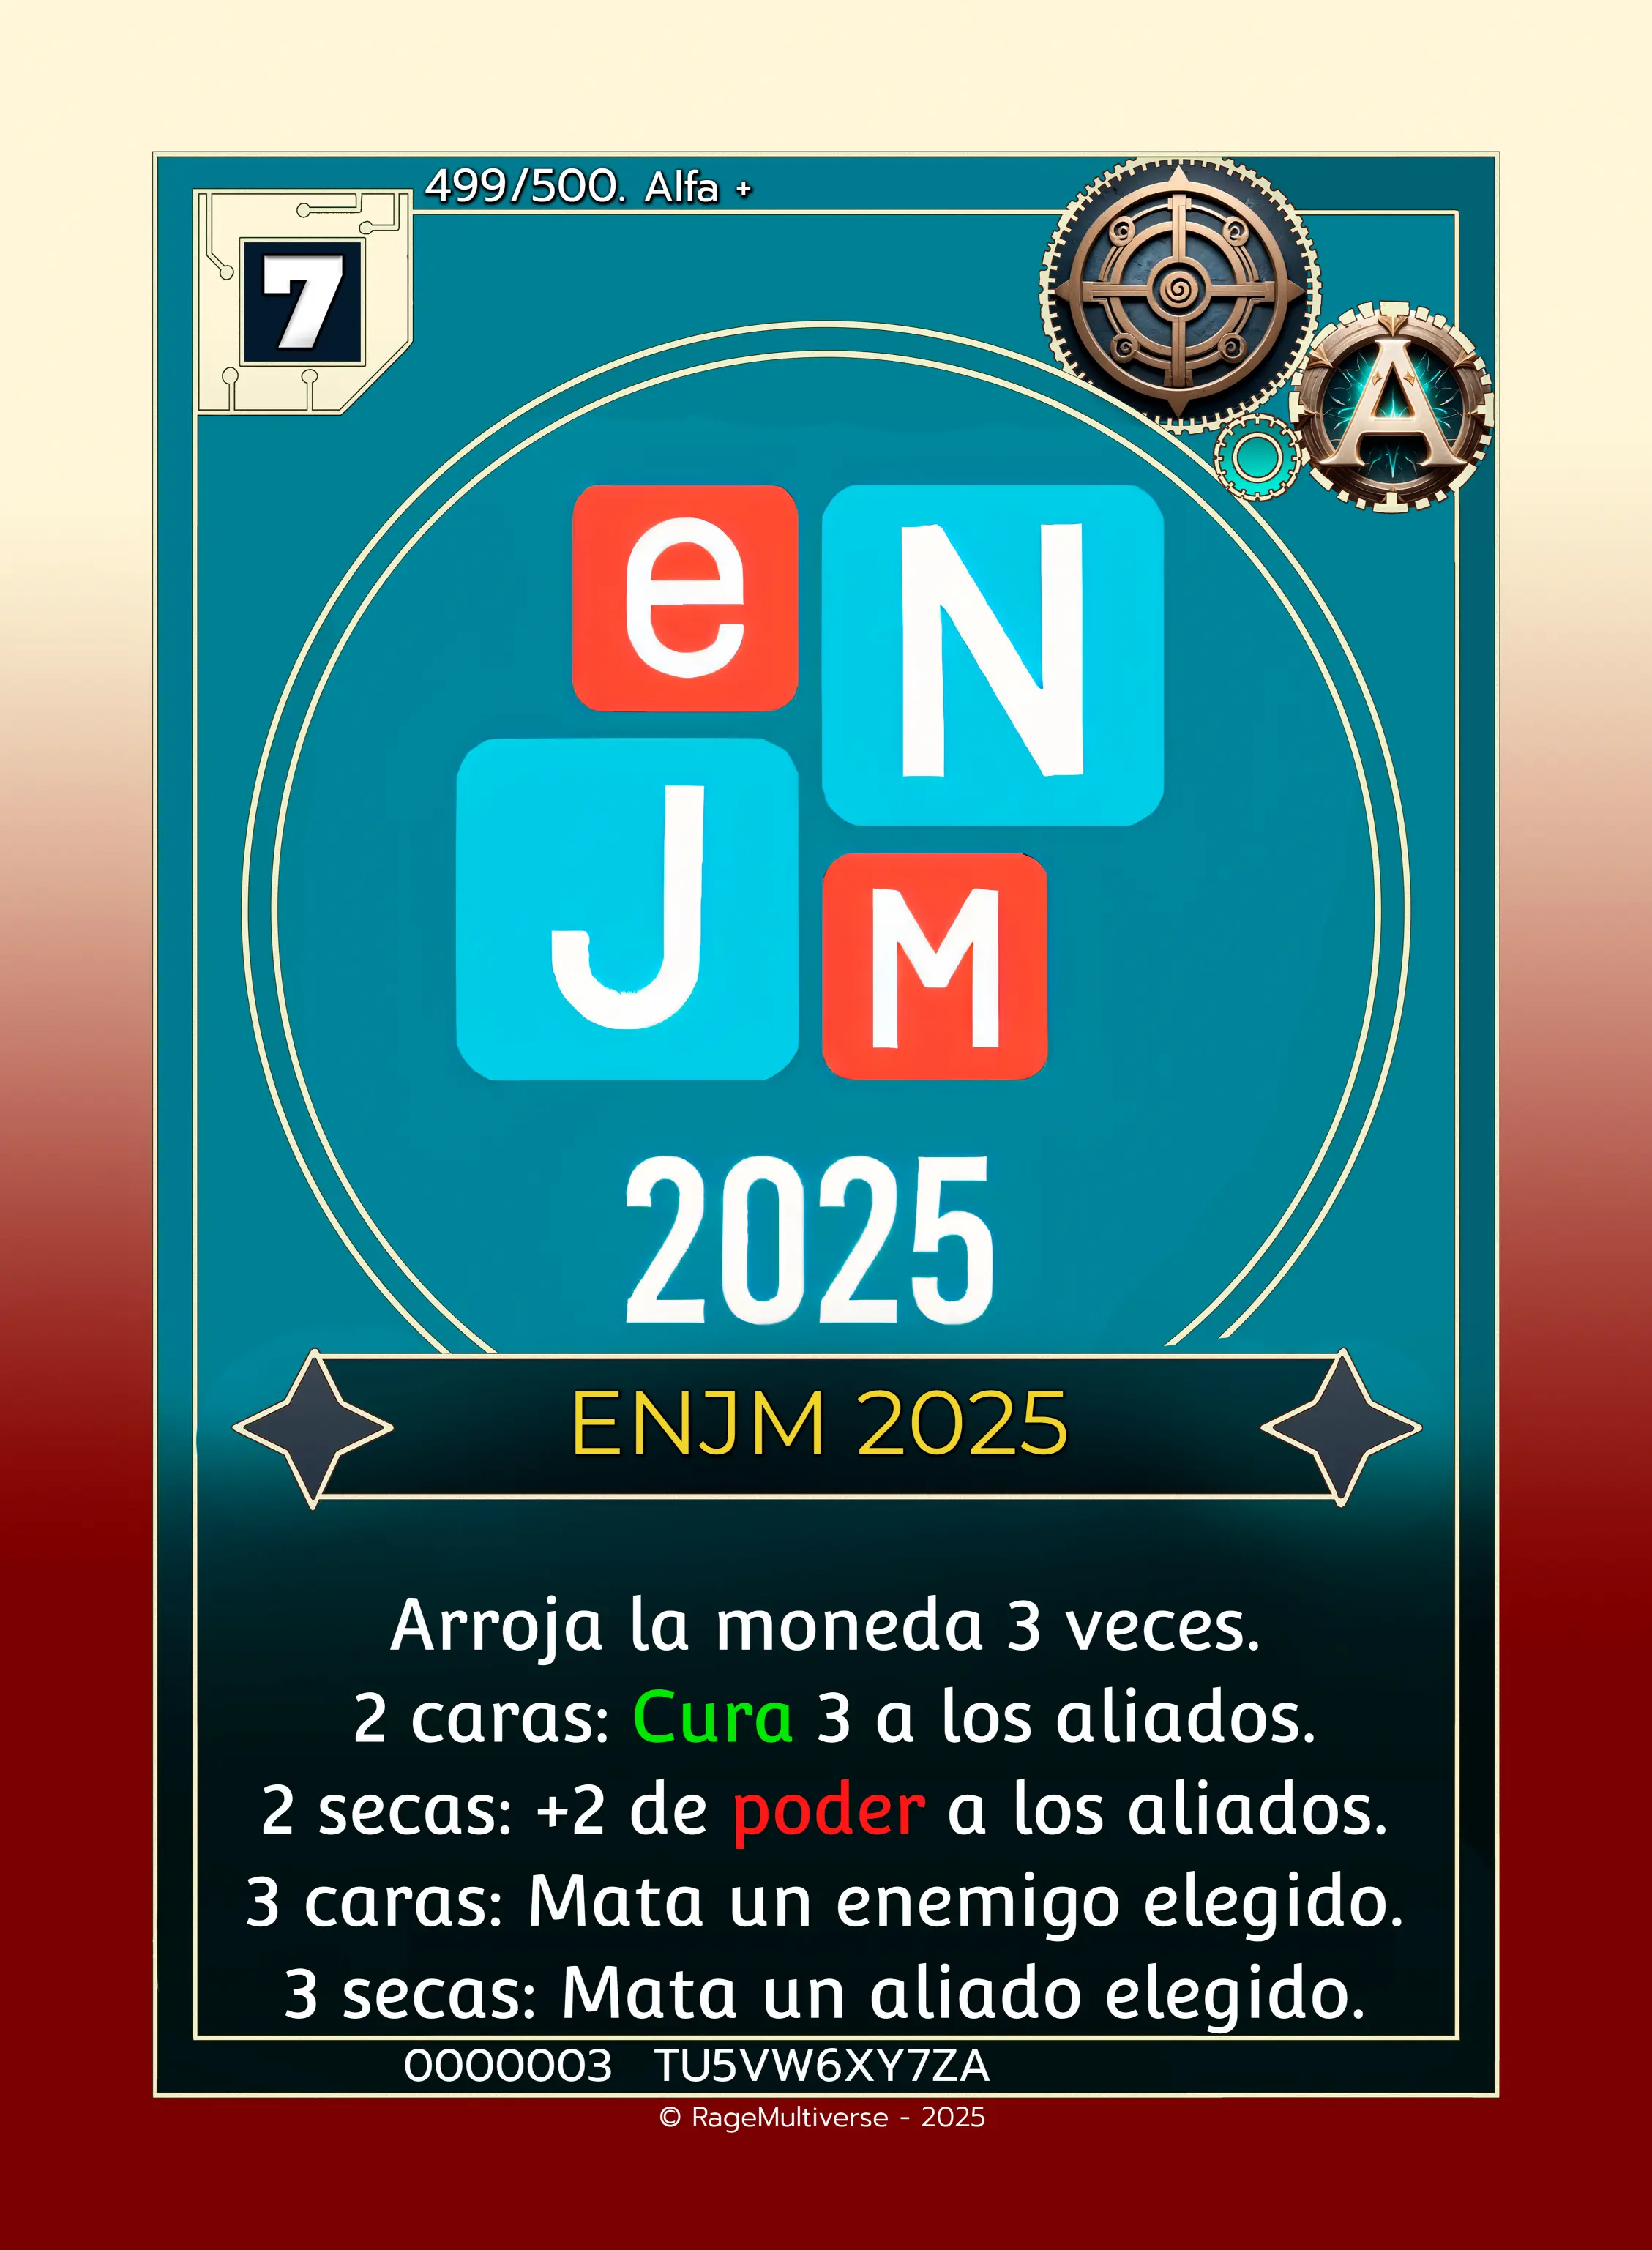 499/500. Alfa +
7
A
e N
J M
2025
ENJM 2025
Arroja la moneda 3 veces.
2 caras: Cura 3 a los aliados.
2 secas: +2 de poder a los aliados.
3 caras: Mata un enemigo elegido.
3 secas: Mata un aliado elegido.
0000003 TU5VW6XY7ZA
© RageMultiverse - 2025